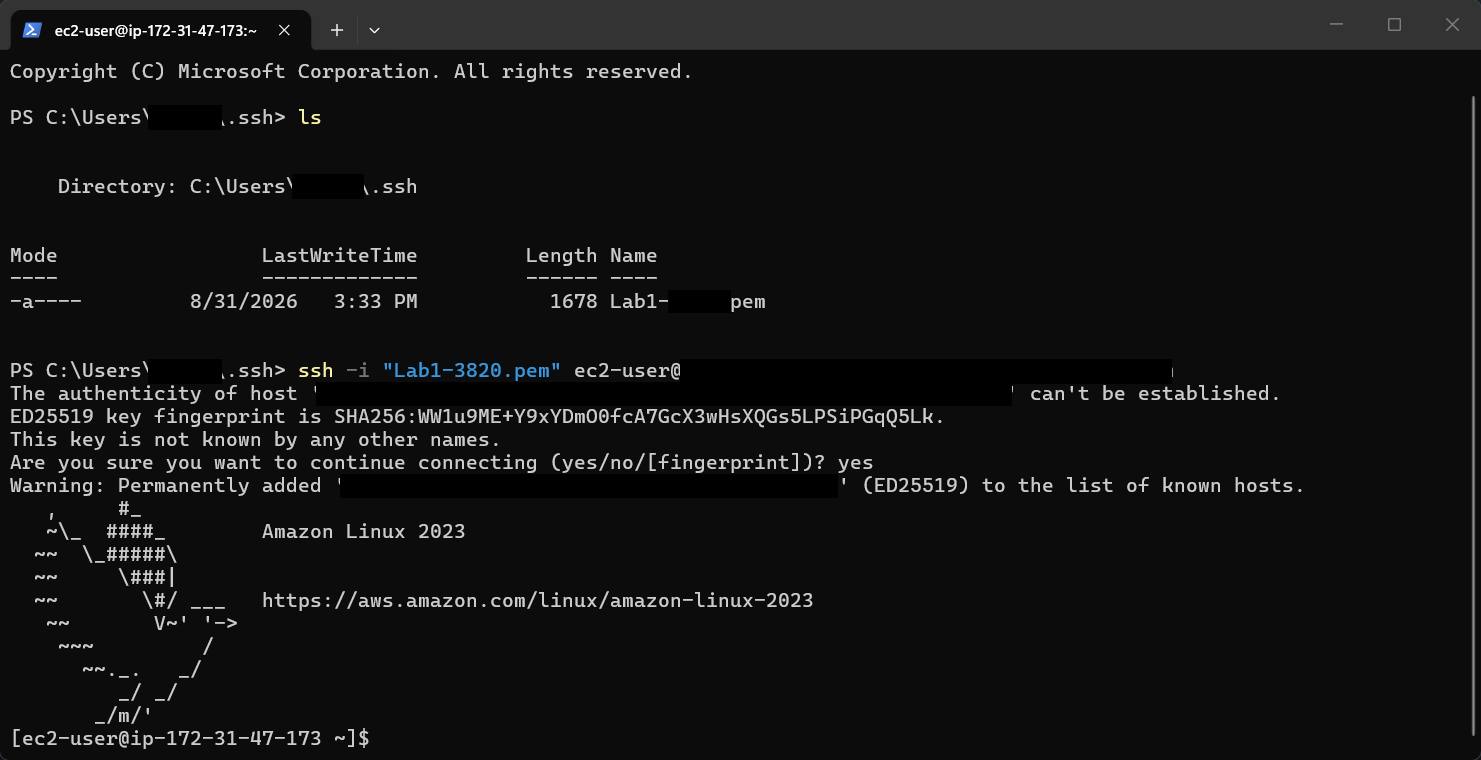 ec2-user@ip-172-31-47-173:~
Copyright (C) Microsoft Corporation. All rights reserved.
PS C:\Users\ \.ssh> ls
Directory: C:\Users\ \.ssh
Mode LastWriteTime Length Name
---- ------------- ------ ----
-a---- 8/31/2026 3:33 PM 1678 Lab1- pem
PS C:\Users\ \.ssh> ssh -i "Lab1-3820.pem" ec2-user@
The authenticity of host ' ' can't be established.
ED25519 key fingerprint is SHA256:WW1u9ME+Y9xYDmO0fcA7GcX3wHsXQGs5LPSiPGqQ5Lk.
This key is not known by any other names.
Are you sure you want to continue connecting (yes/no/[fingerprint])? yes
Warning: Permanently added ' ' (ED25519) to the list of known hosts.
   ,     #_
   ~\_  ####_        Amazon Linux 2023
  ~~  \_#####\
  ~~     \###|
  ~~       \#/ ___   https://aws.amazon.com/linux/amazon-linux-2023
   ~~       V~' '->
    ~~~         /
      ~~._.   _/
         _/ _/
       _/m/'
[ec2-user@ip-172-31-47-173 ~]$